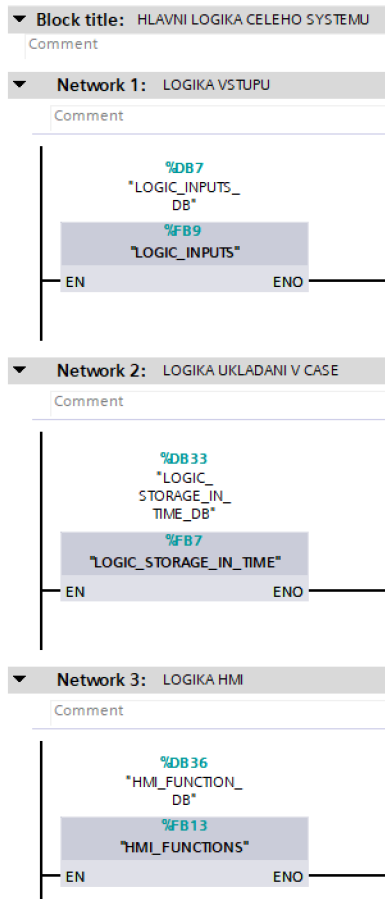 Block title: HLAVNI LOGIKA CELEHO SYSTEMU
Comment
Network 1: LOGIKA VSTUPU
Comment
%DB7
"LOGIC_INPUTS_
DB"
%FB9
"LOGIC_INPUTS"
EN ENO
Network 2: LOGIKA UKLADANI V CASE
Comment
%DB33
"LOGIC_
STORAGE_IN_
TIME_DB"
%FB7
"LOGIC_STORAGE_IN_TIME"
EN ENO
Network 3: LOGIKA HMI
Comment
%DB36
"HMI_FUNCTION_
DB"
%FB13
"HMI_FUNCTIONS"
EN ENO